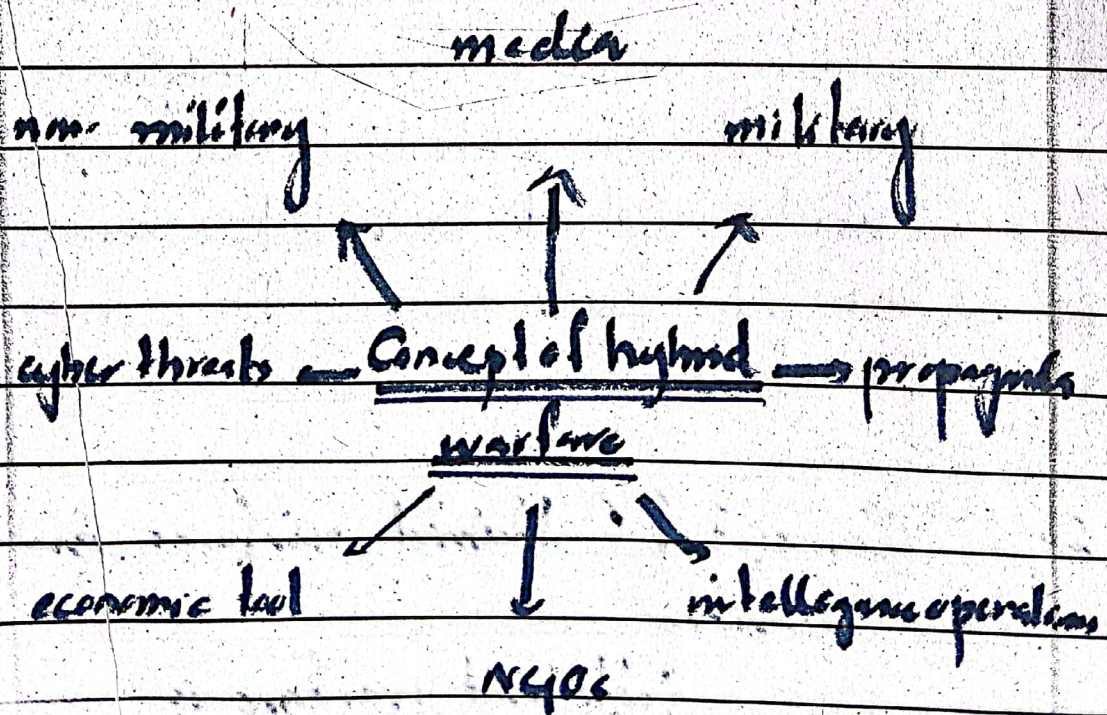 media
non-military military
cyber threats Concept of hybrid propaganda
warfare
economic tool intelligence operations
NGOs